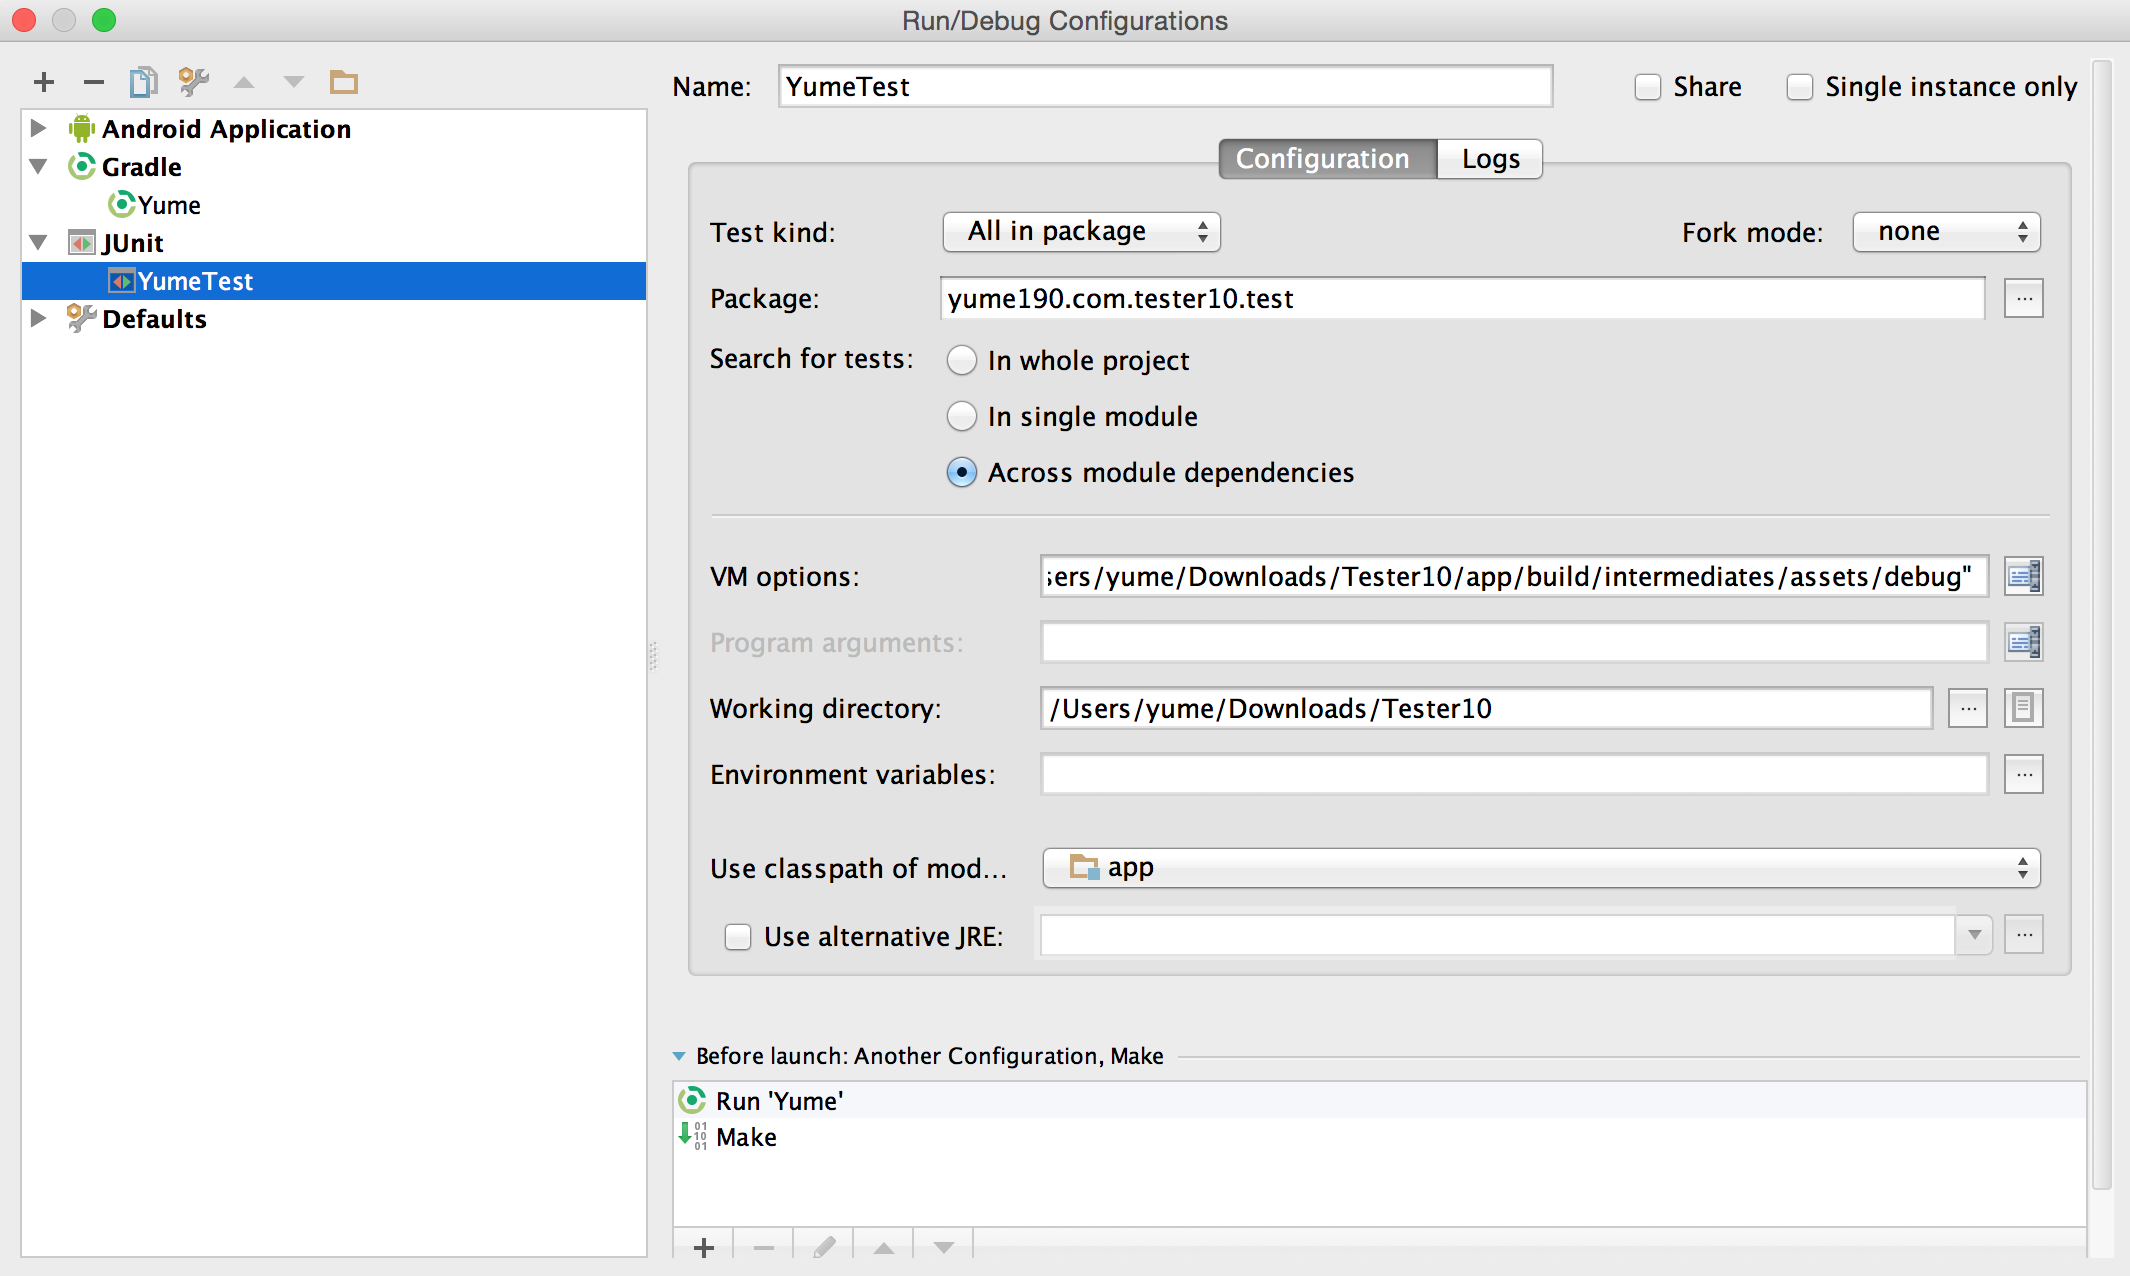 Run/Debug Configurations
Android Application
Gradle
Yume
JUnit
YumeTest
Defaults
Name: YumeTest Share Single instance only
Configuration Logs
Test kind: All in package Fork mode: none
Package: yume190.com.tester10.test ...
Search for tests: In whole project
In single module
Across module dependencies
VM options: sers/yume/Downloads/Tester10/app/build/intermediates/assets/debug"
Program arguments:
Working directory: /Users/yume/Downloads/Tester10 ...
Environment variables: ...
Use classpath of mod... app
Use alternative JRE: ...
Before launch: Another Configuration, Make
Run 'Yume'
01
10
01
Make